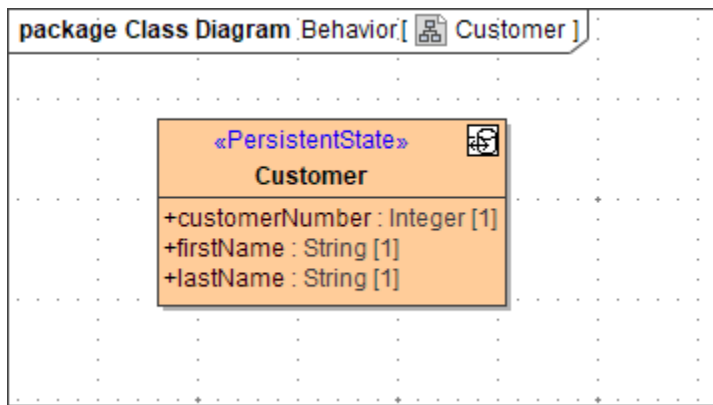 package Class Diagram Behavior [ Customer ]
«PersistentState»
Customer
+customerNumber : Integer [1]
+firstName : String [1]
+lastName : String [1]